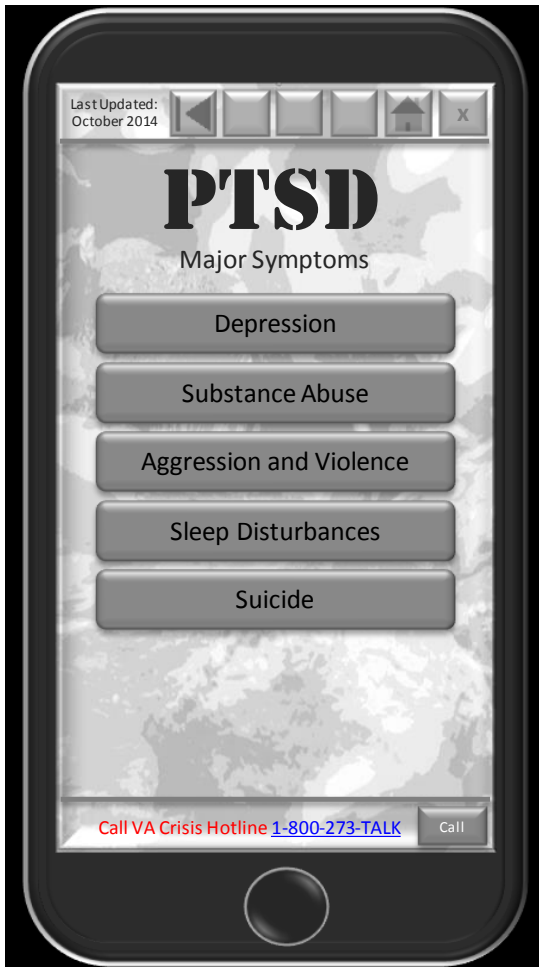 Last Updated:
October 2014
x
PTSD
Major Symptoms
Depression
Substance Abuse
Aggression and Violence
Sleep Disturbances
Suicide
Call VA Crisis Hotline 1-800-273-TALK
Call